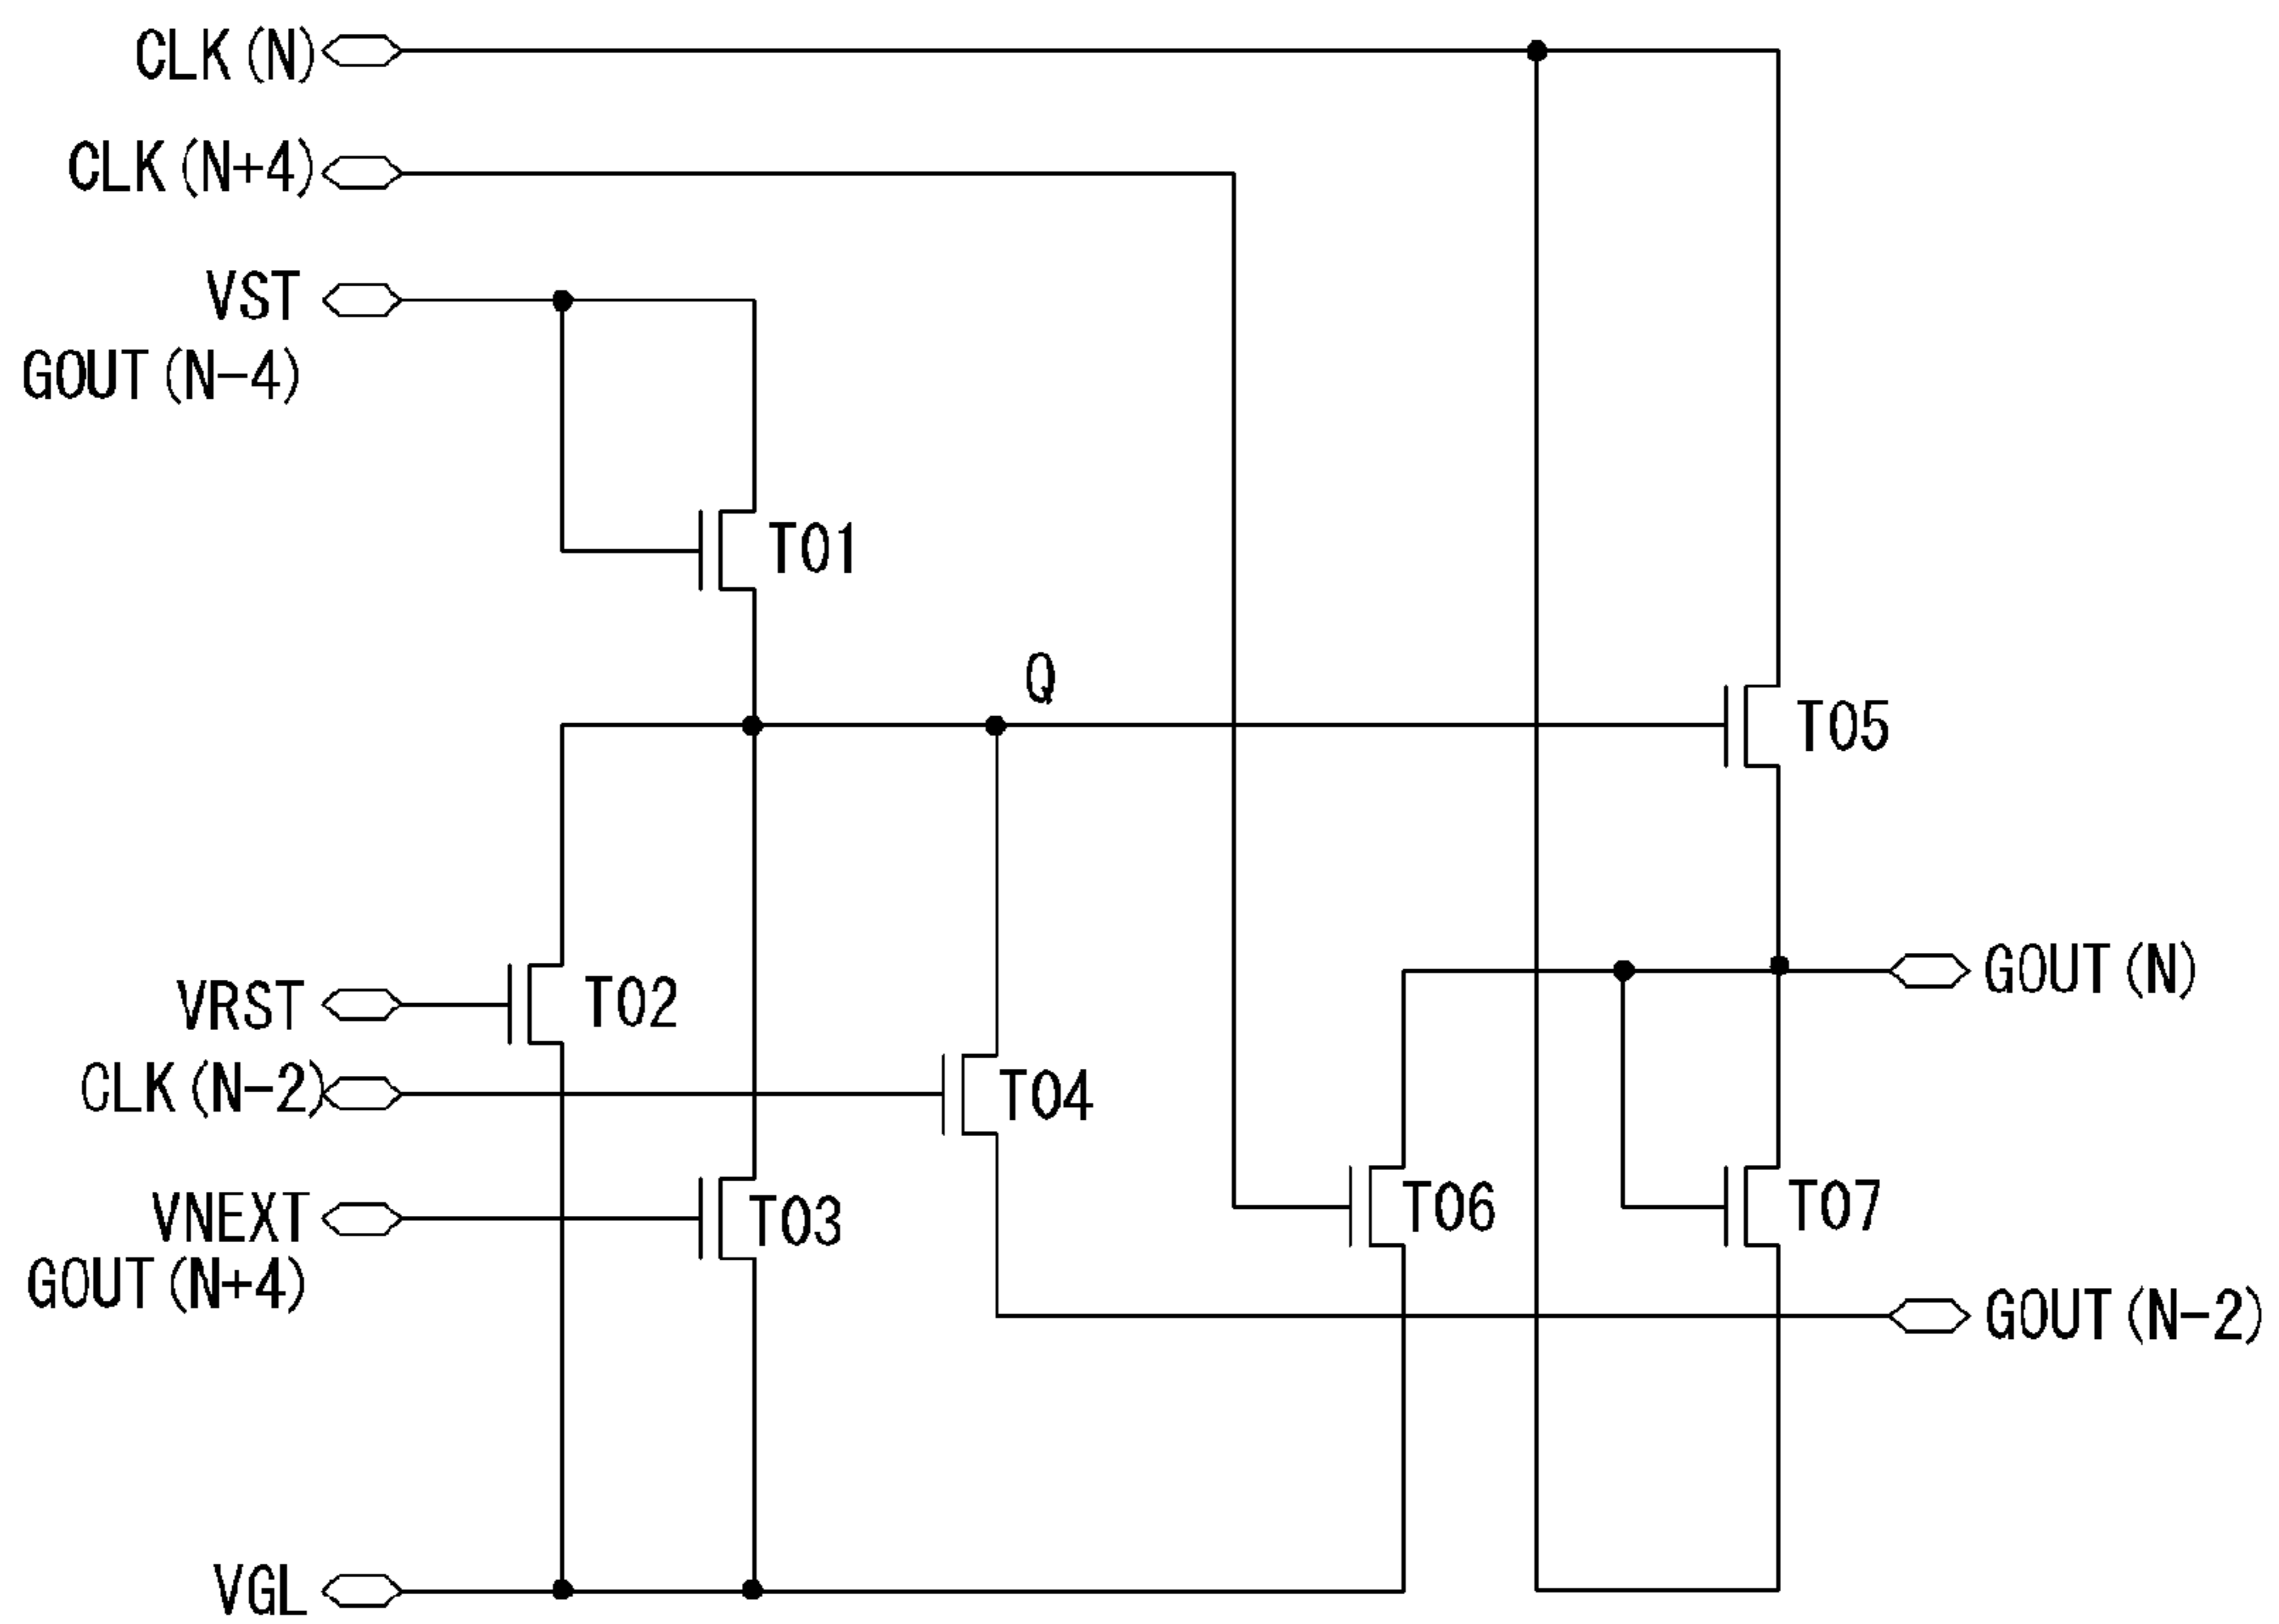 CLK(N)
CLK(N+4)
VST
GOUT(N-4)
T01
Q
T05
GOUT(N)
VRST
T02
CLK(N-2)
T04
VNEXT
T03
T06
T07
GOUT(N+4)
GOUT(N-2)
VGL